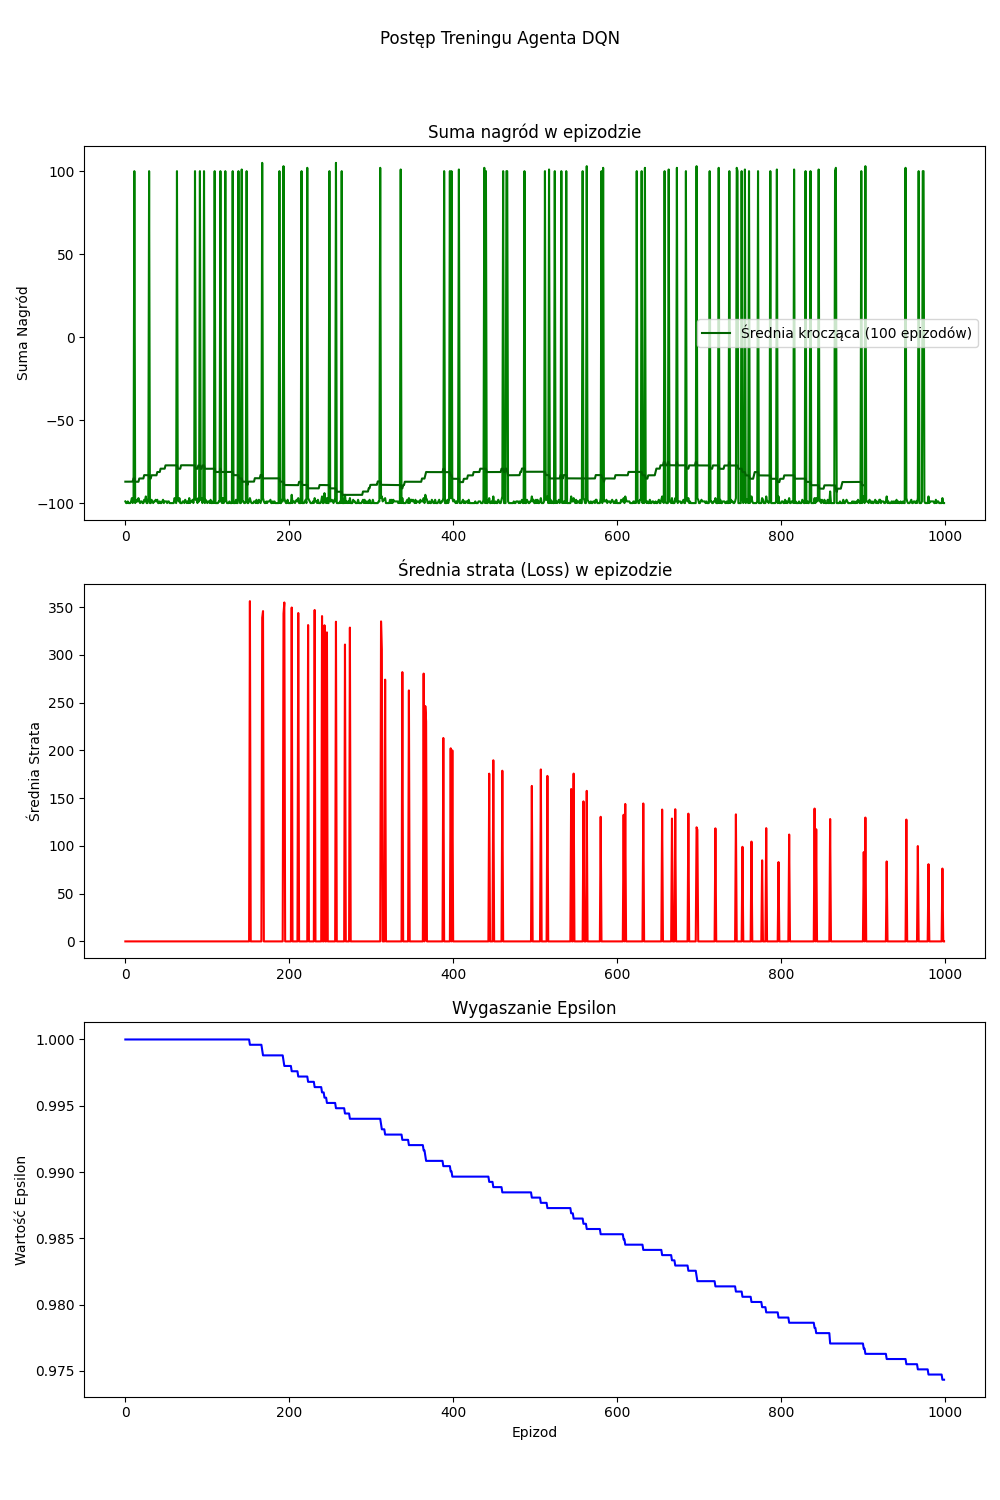 Postęp Treningu Agenta DQN
Suma nagród w epizodzie
Suma Nagród
100
50
0
−50
−100
Średnia krocząca (100 epizodów)
0 200 400 600 800 1000
Średnia strata (Loss) w epizodzie
Średnia Strata
350
300
250
200
150
100
50
0
0 200 400 600 800 1000
Wygaszanie Epsilon
Wartość Epsilon
1.000
0.995
0.990
0.985
0.980
0.975
0 200 400 600 800 1000
Epizod